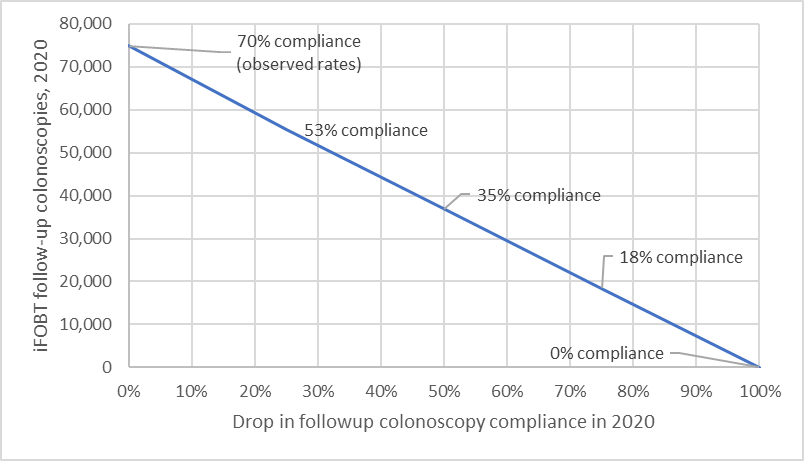 80,000
70,000
60,000
50,000
40,000
30,000
20,000
10,000
0
iFOBT follow-up colonoscopies, 2020
70% compliance
(observed rates)
53% compliance
35% compliance
18% compliance
0% compliance
0% 10% 20% 30% 40% 50% 60% 70% 80% 90% 100%
Drop in followup colonoscopy compliance in 2020